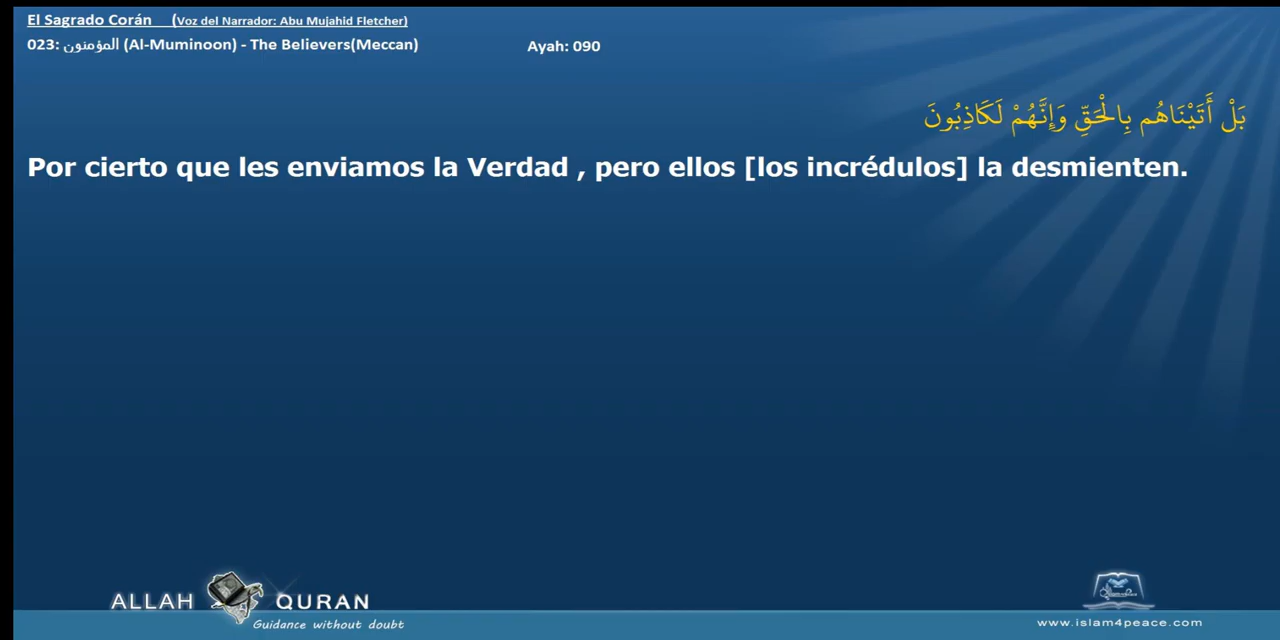 El Sagrado Corán (Voz del Narrador: Abu Mujahid Fletcher)
023: المؤمنون (Al-Muminoon) - The Believers(Meccan) Ayah: 090
بَلْ أَتَيْنَاهُم بِالْحَقِّ وَإِنَّهُمْ لَكَاذِبُونَ
Por cierto que les enviamos la Verdad , pero ellos [los incrédulos] la desmienten.
ALLAH QURAN
Guidance without doubt
www.islam4peace.com